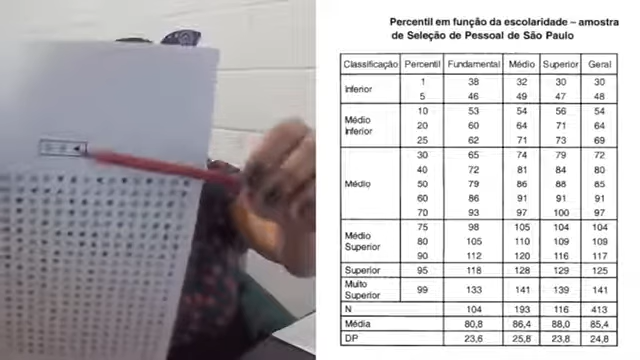 Percentil em função da escolaridade – amostra
de Seleção de Pessoal de São Paulo
Classificação Percentil Fundamental Médio Superior Geral
Inferior
1 38 32 30 30
5 46 49 47 48
Médio Inferior
10 53 54 56 54
20 60 64 71 64
25 62 71 73 69
Médio
30 65 74 79 72
40 72 81 84 80
50 79 86 88 85
60 86 91 91 91
70 93 97 100 97
Médio Superior
75 98 105 104 104
80 105 110 109 109
90 112 120 116 117
Superior 95 118 128 129 125
Muito Superior 99 133 141 139 141
N 104 193 116 413
Média 80,8 86,4 88,0 85,4
DP 23,6 25,8 23,8 24,8